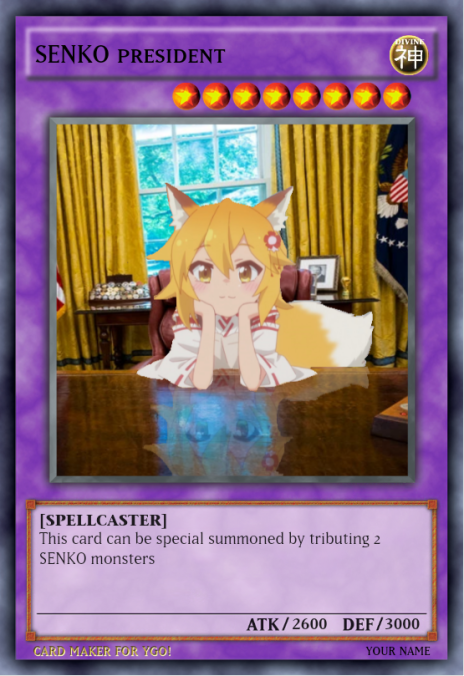 SENKO PRESIDENT
DIVINE
神
[SPELLCASTER]
This card can be special summoned by tributing 2
SENKO monsters
ATK / 2600 DEF / 3000
CARD MAKER FOR YGO! YOUR NAME